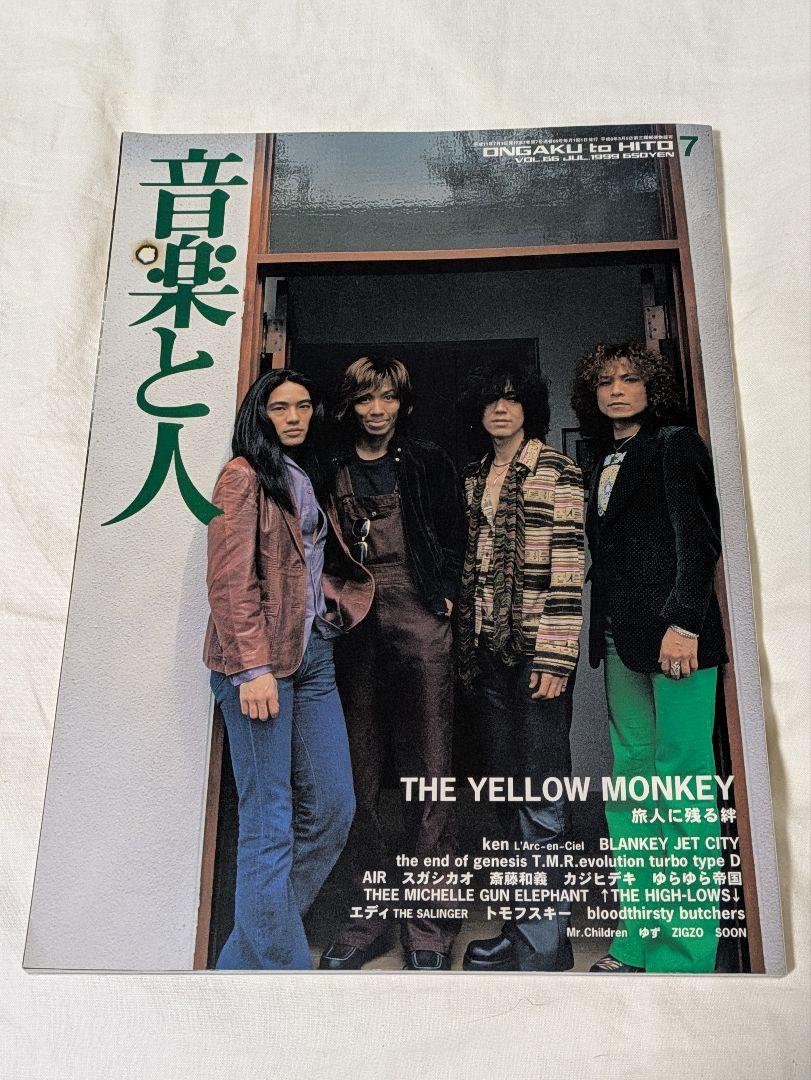 ONGAKU to HITO 7
VOL.66 JUL.1999 650YEN
音楽と人
THE YELLOW MONKEY
旅人に残る絆
ken L'Arc-en-Ciel BLANKEY JET CITY
the end of genesis T.M.R.evolution turbo type D
AIR スガシカオ 斎藤和義 カジヒデキ ゆらゆら帝国
THEE MICHELLE GUN ELEPHANT ↑THE HIGH-LOWS↓
エディ THE SALINGER トモフスキー bloodthirsty butchers
Mr.Children ゆず ZIGZO SOON